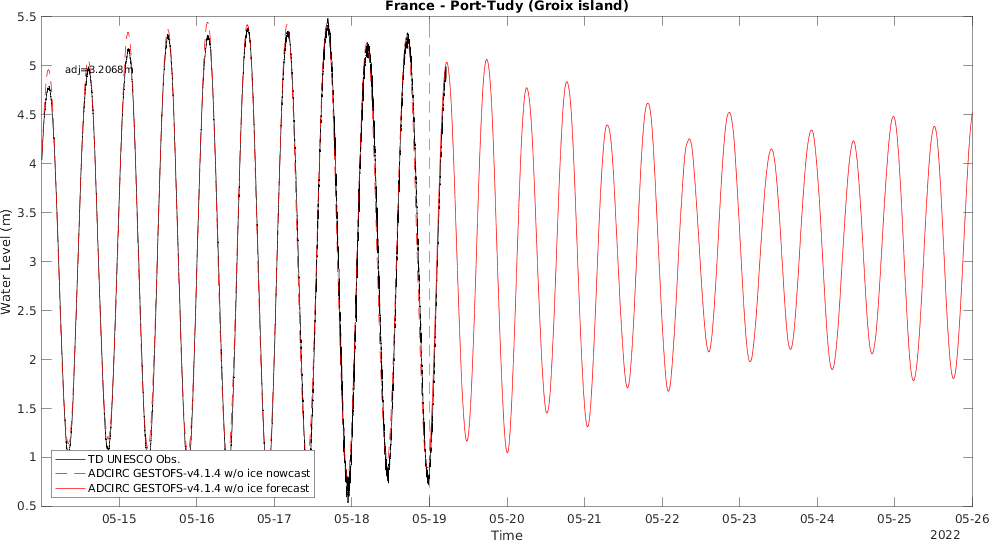 France - Port-Tudy (Groix island)
5.5
5
4.5
4
3.5
3
2.5
2
1.5
1
0.5
Water Level (m)
adj=3.2068m
TD UNESCO Obs.
ADCIRC GESTOFS-v4.1.4 w/o ice nowcast
ADCIRC GESTOFS-v4.1.4 w/o ice forecast
05-15 05-16 05-17 05-18 05-19 05-20 05-21 05-22 05-23 05-24 05-25 05-26
Time
2022